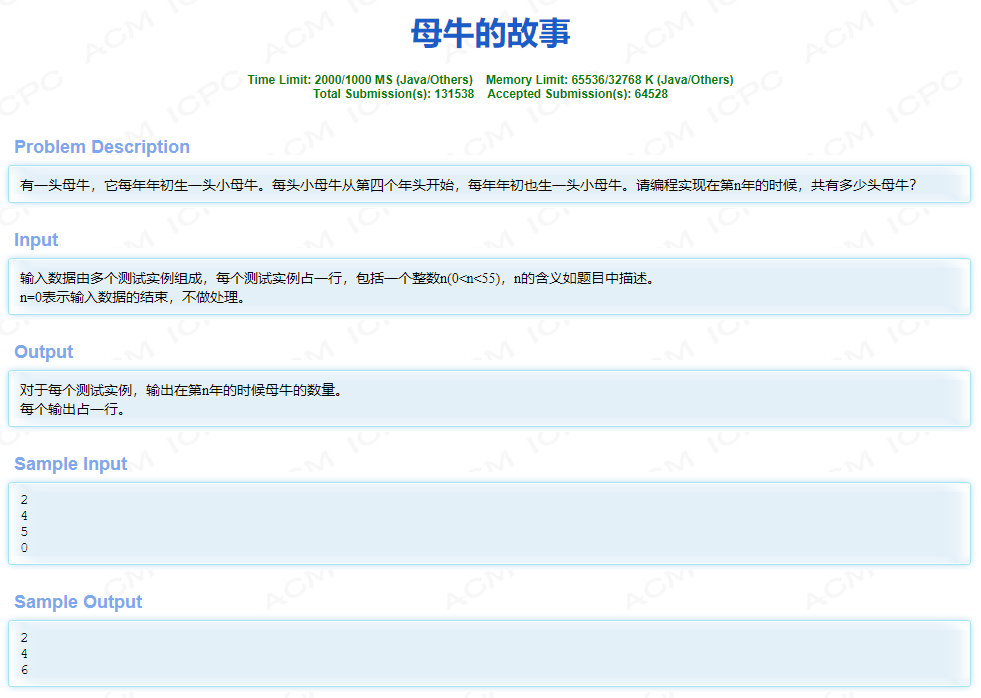 母牛的故事
Time Limit: 2000/1000 MS (Java/Others)    Memory Limit: 65536/32768 K (Java/Others)
Total Submission(s): 131538    Accepted Submission(s): 64528
Problem Description
有一头母牛，它每年年初生一头小母牛。每头小母牛从第四个年头开始，每年年初也生一头小母牛。请编程实现在第n年的时候，共有多少头母牛？
Input
输入数据由多个测试实例组成，每个测试实例占一行，包括一个整数n(0<n<55)，n的含义如题目中描述。
n=0表示输入数据的结束，不做处理。
Output
对于每个测试实例，输出在第n年的时候母牛的数量。
每个输出占一行。
Sample Input
2
4
5
0
Sample Output
2
4
6